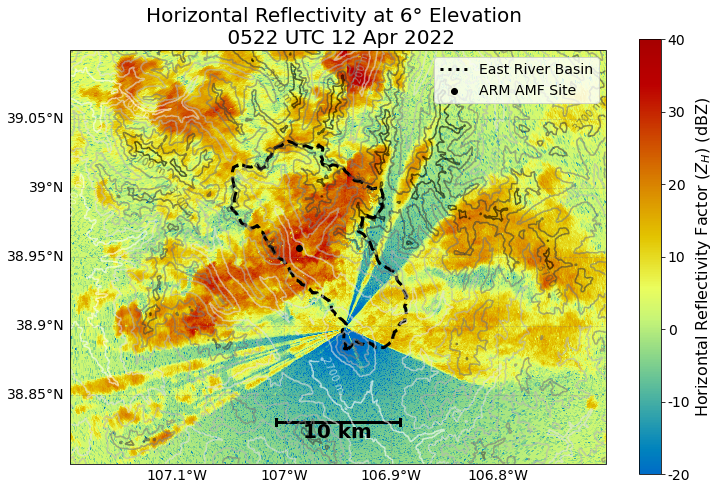 Horizontal Reflectivity at 6° Elevation
0522 UTC 12 Apr 2022
East River Basin
ARM AMF Site
39.05°N
39°N
38.95°N
38.9°N
38.85°N
10 km
107.1°W
107°W
106.9°W
106.8°W
40
30
20
10
0
-10
-20
Horizontal Reflectivity Factor (Z_H) (dBZ)